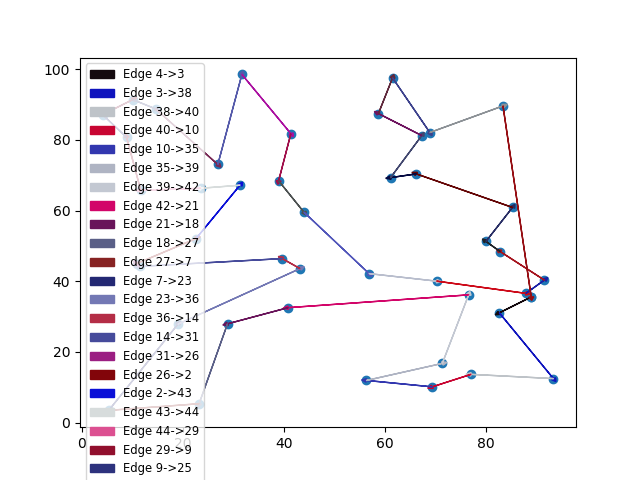 100
80
60
40
20
0
0
20
40
60
80
Edge 4->3
Edge 3->38
Edge 38->40
Edge 40->10
Edge 10->35
Edge 35->39
Edge 39->42
Edge 42->21
Edge 21->18
Edge 18->27
Edge 27->7
Edge 7->23
Edge 23->36
Edge 36->14
Edge 14->31
Edge 31->26
Edge 26->2
Edge 2->43
Edge 43->44
Edge 44->29
Edge 29->9
Edge 9->25